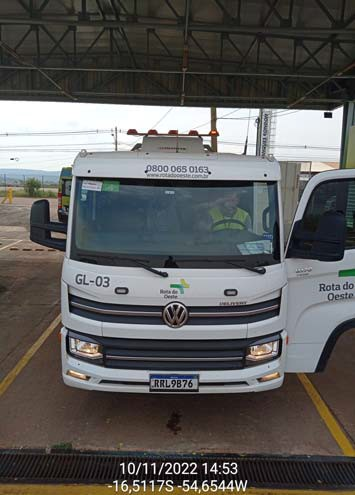 0800 065 0163
www.rotadooeste.com.br
GL-03
Rota do
Oeste
Rota do
Oeste
DELIVERY
RRL9B76
10/11/2022 14:53
-16,5117S -54,6544W